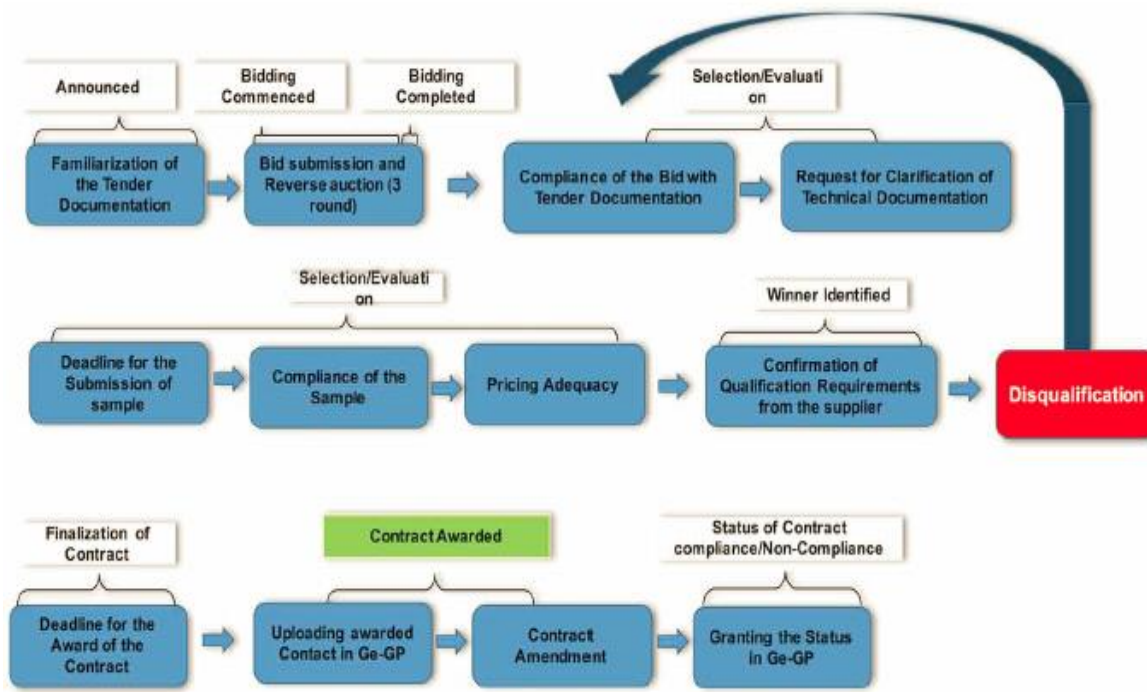 Announced
Bidding
Commenced
Bidding
Completed
Selection/Evaluati
on
Familiarization of
the Tender
Documentation
Bid submission and
Reverse auction (3
round)
Compliance of the Bid with
Tender Documentation
Request for Clarification of
Technical Documentation
Selection/Evaluati
on
Winner Identified
Deadline for the
Submission of
sample
Compliance of the
Sample
Pricing Adequacy
Confirmation of
Qualification Requirements
from the supplier
Disqualification
Finalization of
Contract
Contract Awarded
Status of Contract
compliance/Non-Compliance
Deadline for the
Award of the
Contract
Uploading awarded
Contact in Ge-GP
Contract
Amendment
Granting the Status
in Ge-GP